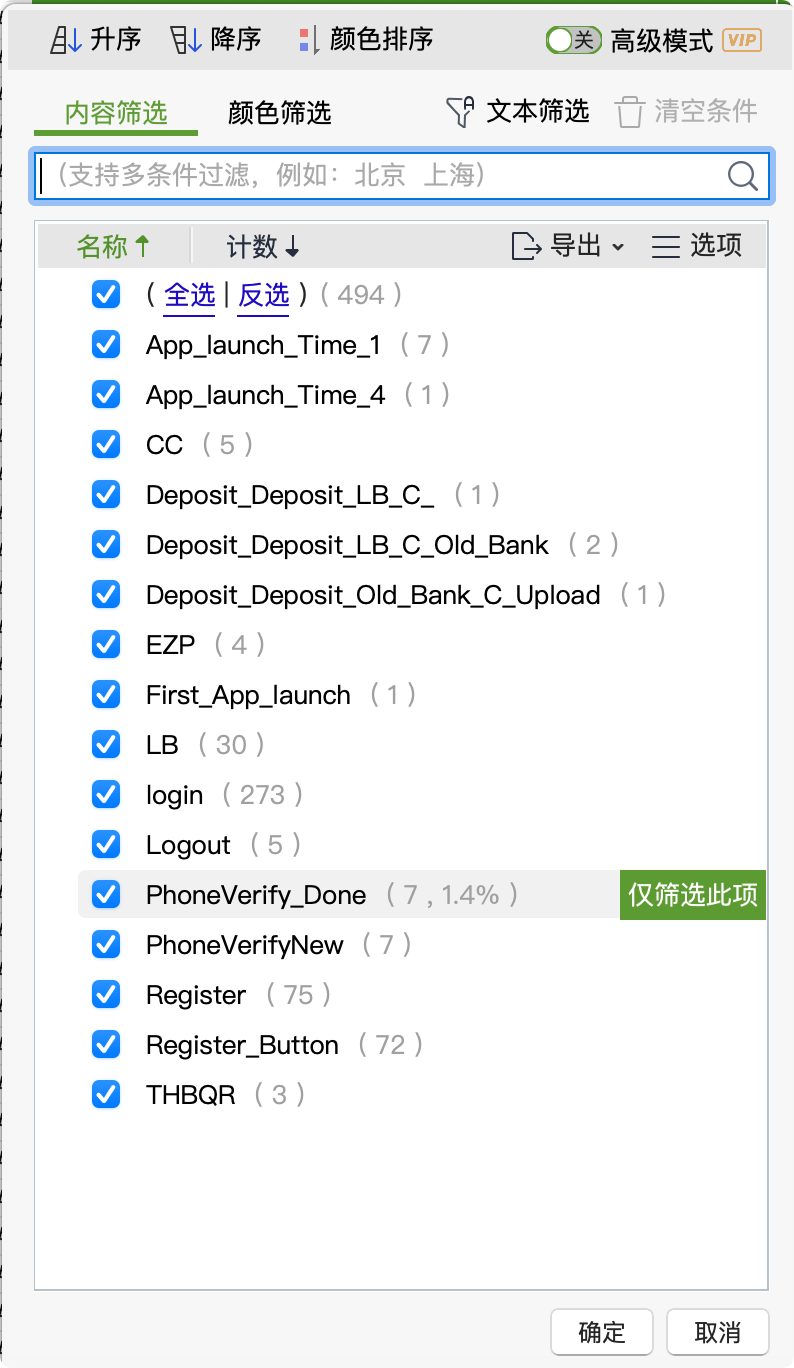 升序 降序 颜色排序 关 高级模式 VIP
内容筛选 颜色筛选 文本筛选 清空条件
（支持多条件过滤，例如：北京 上海）
名称 计数 导出 选项
（全选|反选）（494）
App_launch_Time_1 （7）
App_launch_Time_4 （1）
CC （5）
Deposit_Deposit_LB_C_ （1）
Deposit_Deposit_LB_C_Old_Bank （2）
Deposit_Deposit_Old_Bank_C_Upload （1）
EZP （4）
First_App_launch （1）
LB （30）
login （273）
Logout （5）
PhoneVerify_Done （7 , 1.4%） 仅筛选此项
PhoneVerifyNew （7）
Register （75）
Register_Button （72）
THBQR （3）
确定 取消